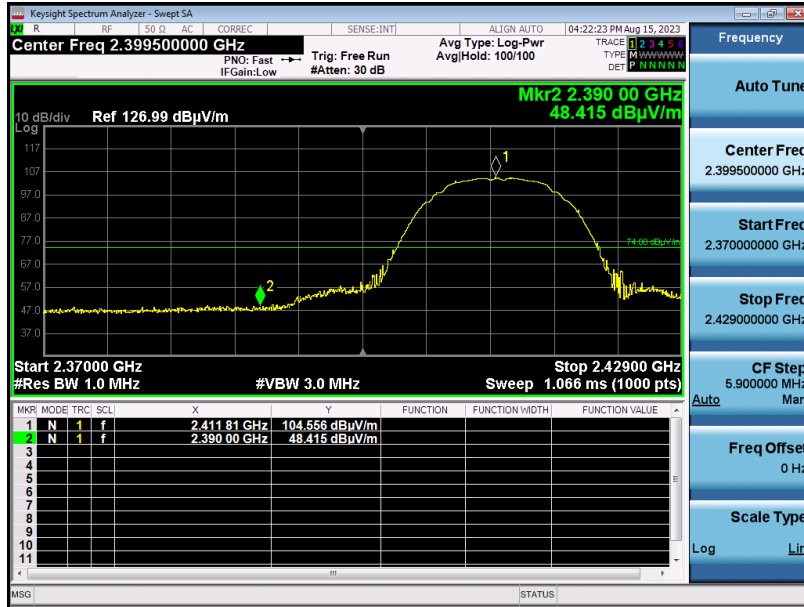 Keysight Spectrum Analyzer - Swept SA
LXI R RF 50 Ω AC CORREC SENSE:INT ALIGN AUTO 04:22:23 PM Aug 15, 2023
Center Freq 2.399500000 GHz
PNO: Fast
IFGain:Low
Trig: Free Run
#Atten: 30 dB
Avg Type: Log-Pwr
Avg|Hold: 100/100
TRACE 1 2 3 4 5 6
TYPE M W W W W W
DET P N N N N N
Mkr2 2.390 00 GHz
48.415 dBµV/m
10 dB/div Ref 126.99 dBµV/m
Log
117
107
97.0
87.0
77.0
67.0
57.0
47.0
37.0
1
2
74.00 dBµV/m
Start 2.37000 GHz Stop 2.42900 GHz
#Res BW 1.0 MHz #VBW 3.0 MHz Sweep 1.066 ms (1000 pts)
MKR MODE TRC SCL X Y FUNCTION FUNCTION WIDTH FUNCTION VALUE
1 N 1 f 2.411 81 GHz 104.556 dBµV/m
2 N 1 f 2.390 00 GHz 48.415 dBµV/m
3
4
5
6
7
8
9
10
11
MSG STATUS
Frequency
Auto Tune
Center Freq
2.399500000 GHz
Start Freq
2.370000000 GHz
Stop Freq
2.429000000 GHz
CF Step
5.900000 MHz
Auto Man
Freq Offset
0 Hz
Scale Type
Log Lin